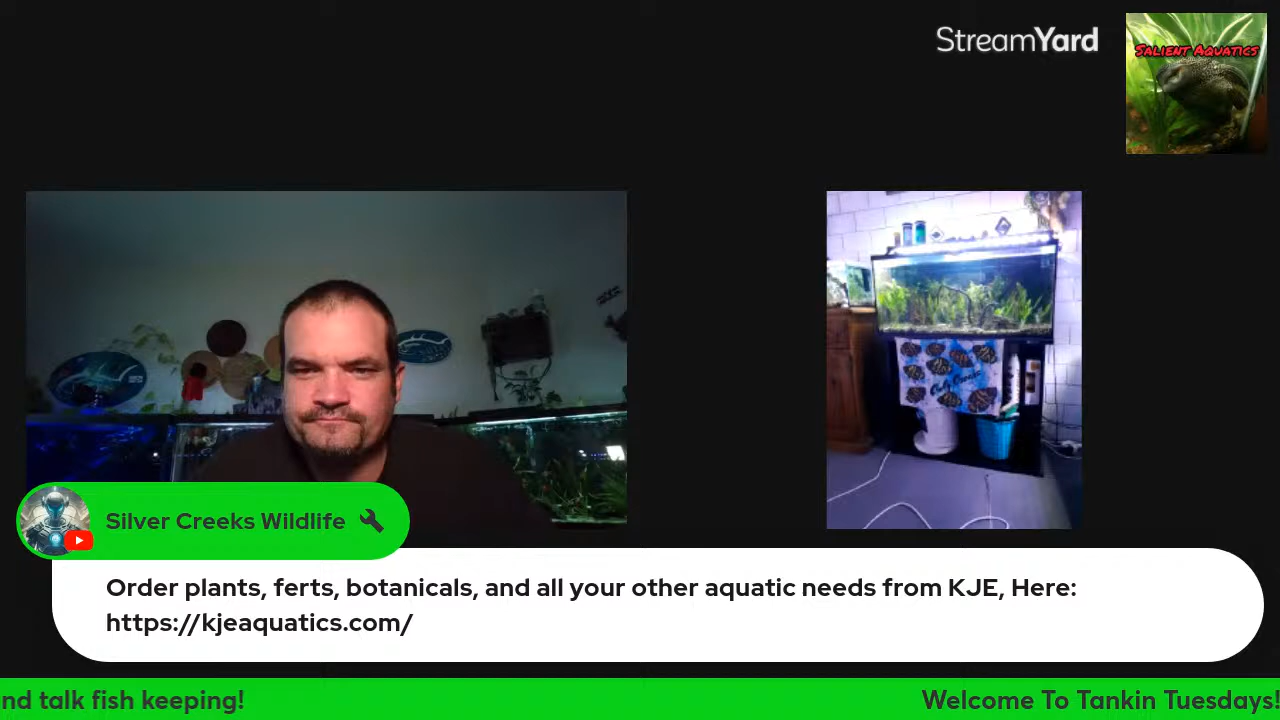 StreamYard
SALIENT AQUATICS
Silver Creeks Wildlife
Order plants, ferts, botanicals, and all your other aquatic needs from KJE, Here:
https://kjeaquatics.com/
nd talk fish keeping!
Welcome To Tankin Tuesdays!